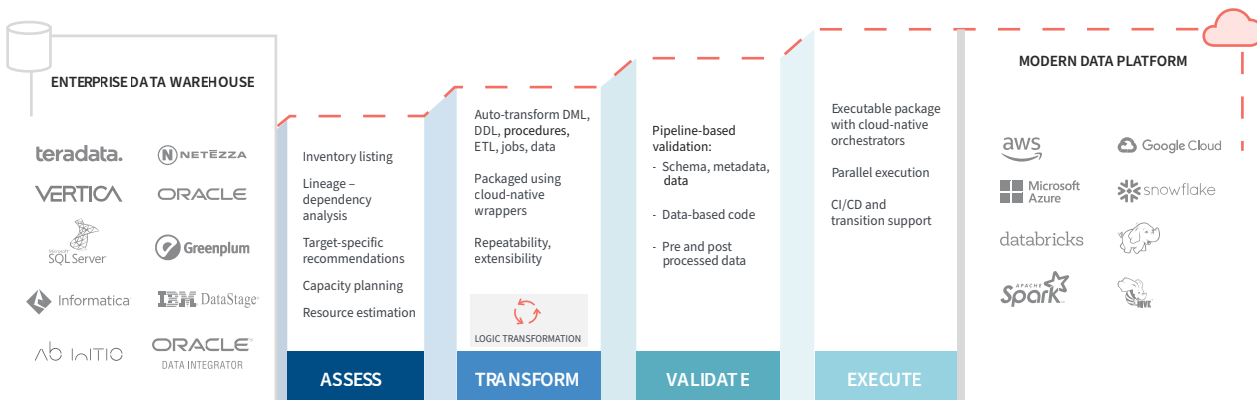 ENTERPRISE DATA WAREHOUSE
teradata.
NETEZZA
VERTICA
ORACLE
Microsoft
SQL Server
Greenplum
Informatica
IBM DataStage
Ab Initio
ORACLE
DATA INTEGRATOR
Inventory listing
Lineage –
dependency
analysis
Target-specific
recommendations
Capacity planning
Resource estimation
ASSESS
Auto-transform DML,
DDL, procedures,
ETL, jobs, data
Packaged using
cloud-native
wrappers
Repeatability,
extensibility
LOGIC TRANSFORMATION
TRANSFORM
Pipeline-based
validation:
- Schema, metadata,
data
- Data-based code
- Pre and post
processed data
VALIDATE
Executable package
with cloud-native
orchestrators
Parallel execution
CI/CD and
transition support
EXECUTE
MODERN DATA PLATFORM
aws
Google Cloud
Microsoft
Azure
snowflake
databricks
APACHE
Spark
HIVE